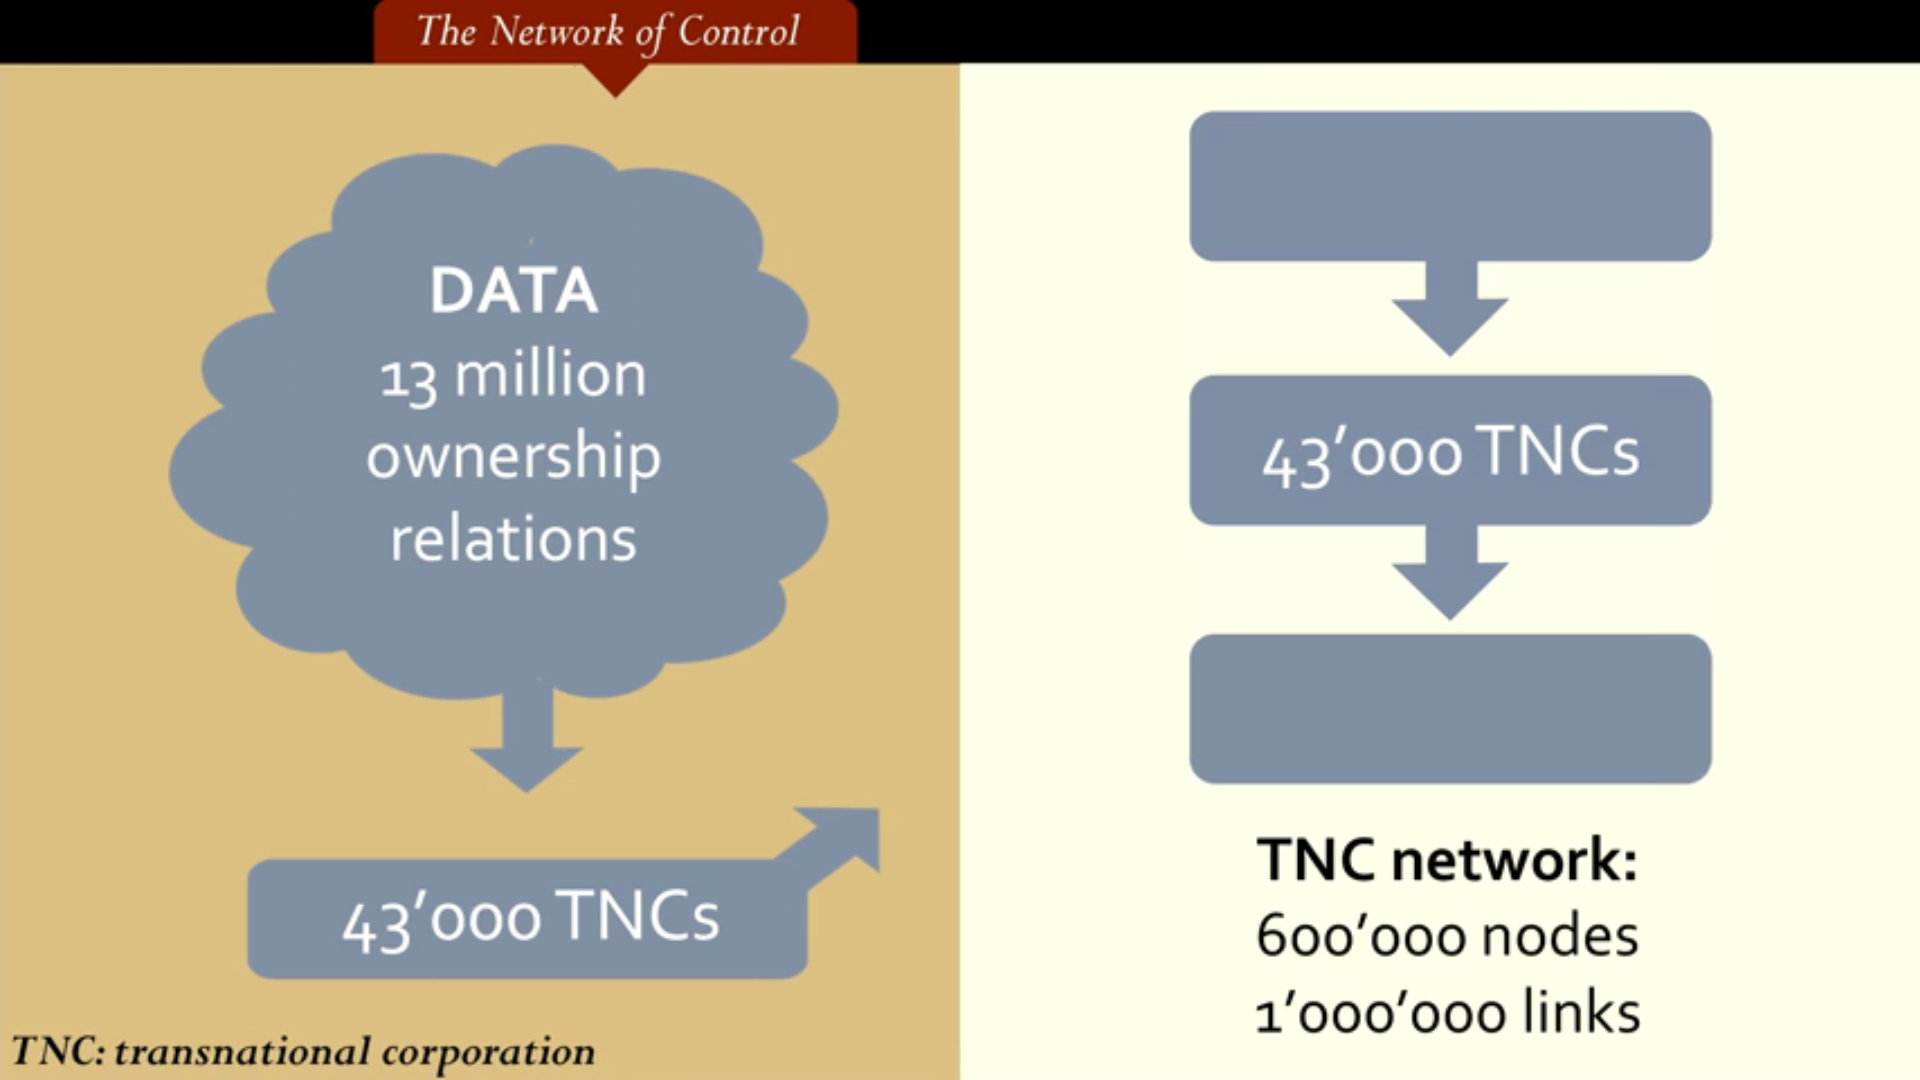 The Network of Control
DATA
13 million
ownership
relations
43’000 TNCs
TNC: transnational corporation
43’000 TNCs
TNC network:
600’000 nodes
1’000’000 links